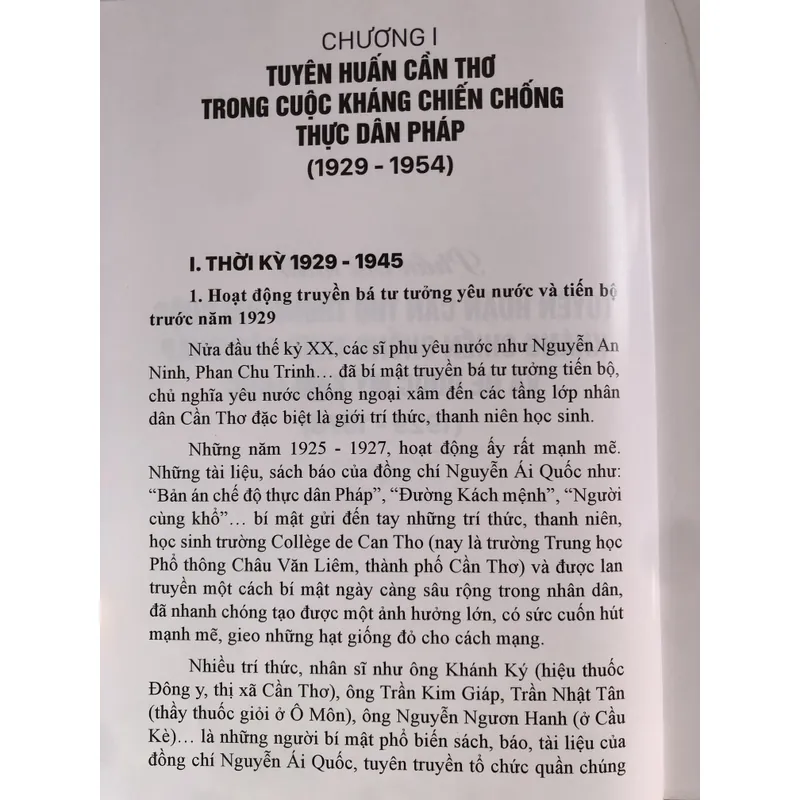 CHƯƠNG I
TUYÊN HUẤN CẦN THƠ
TRONG CUỘC KHÁNG CHIẾN CHỐNG
THỰC DÂN PHÁP
(1929 - 1954)
I. THỜI KỲ 1929 - 1945
1. Hoạt động truyền bá tư tưởng yêu nước và tiến bộ
trước năm 1929
Nửa đầu thế kỷ XX, các sĩ phu yêu nước như Nguyễn An
Ninh, Phan Chu Trinh… đã bí mật truyền bá tư tưởng tiến bộ,
chủ nghĩa yêu nước chống ngoại xâm đến các tầng lớp nhân
dân Cần Thơ đặc biệt là giới trí thức, thanh niên học sinh.
Những năm 1925 - 1927, hoạt động ấy rất mạnh mẽ.
Những tài liệu, sách báo của đồng chí Nguyễn Ái Quốc như:
“Bản án chế độ thực dân Pháp”, “Đường Kách mệnh”, “Người
cùng khổ”… bí mật gửi đến tay những trí thức, thanh niên,
học sinh trường Collège de Can Tho (nay là trường Trung học
Phổ thông Châu Văn Liêm, thành phố Cần Thơ) và được lan
truyền một cách bí mật ngày càng sâu rộng trong nhân dân,
đã nhanh chóng tạo được một ảnh hưởng lớn, có sức cuốn hút
mạnh mẽ, gieo những hạt giống đỏ cho cách mạng.
Nhiều trí thức, nhân sĩ như ông Khánh Ký (hiệu thuốc
Đông y, thị xã Cần Thơ), ông Trần Kim Giáp, Trần Nhật Tân
(thầy thuốc giỏi ở Ô Môn), ông Nguyễn Ngươn Hanh (ở Cầu
Kè)… là những người bí mật phổ biến sách, báo, tài liệu của
đồng chí Nguyễn Ái Quốc, tuyên truyền tổ chức quần chúng